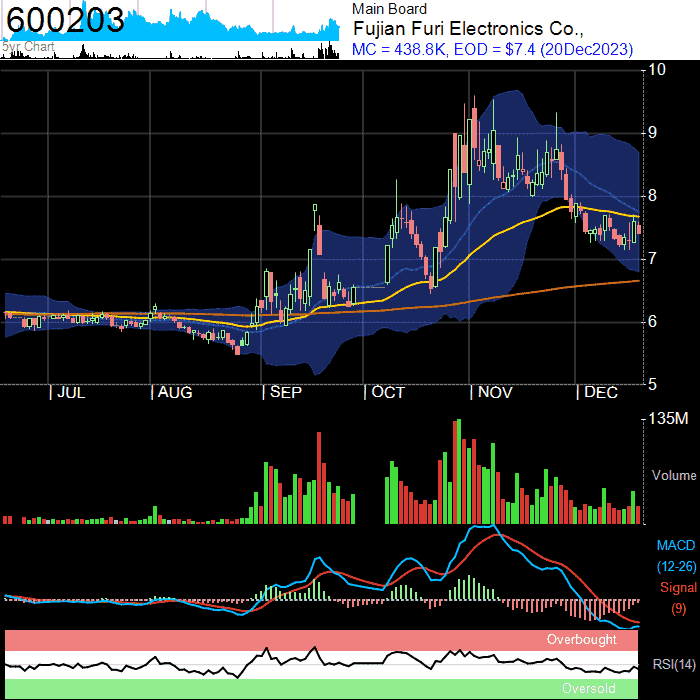 600203
5yr Chart
Main Board
Fujian Furi Electronics Co.,
MC = 438.8K, EOD = $7.4 (20Dec2023)
10
9
8
7
6
5
| JUL
| AUG
| SEP
| OCT
| NOV
| DEC
135M
Volume
MACD
(12-26)
Signal
(9)
Overbought
RSI(14)
Oversold